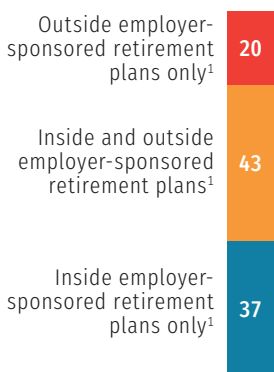 Outside employer-
sponsored retirement
plans only¹
20
Inside and outside
employer-sponsored
retirement plans¹
43
Inside employer-
sponsored retirement
plans only¹
37